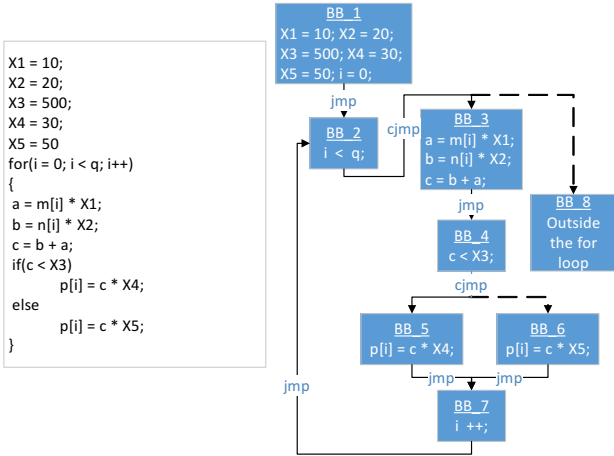 X1 = 10;
X2 = 20;
X3 = 500;
X4 = 30;
X5 = 50
for(i = 0; i < q; i++)
{
a = m[i] * X1;
b = n[i] * X2;
c = b + a;
if(c < X3)
p[i] = c * X4;
else
p[i] = c * X5;
}
BB_1
X1 = 10; X2 = 20;
X3 = 500; X4 = 30;
X5 = 50; i = 0;
jmp
BB_2
i < q;
cjmp
BB_3
a = m[i] * X1;
b = n[i] * X2;
c = b + a;
jmp
BB_8
Outside
the for
loop
BB_4
c < X3;
cjmp
BB_5
p[i] = c * X4;
BB_6
p[i] = c * X5;
jmp
jmp
jmp
BB_7
i ++;